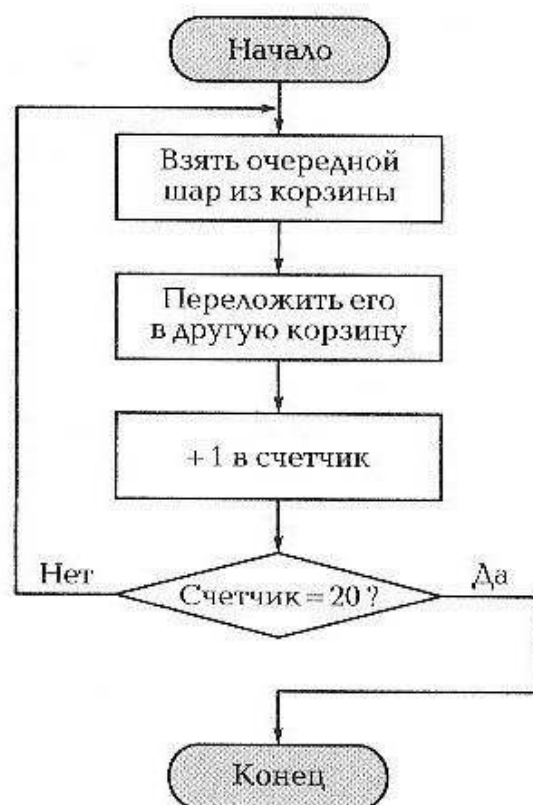 Начало
Взять очередной
шар из корзины
Переложить его
в другую корзину
+ 1 в счетчик
Нет
Счетчик = 20 ?
Да
Конец